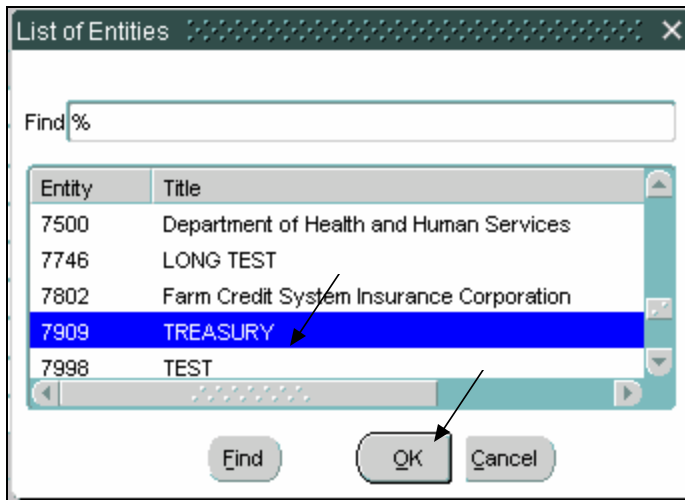 List of Entities
Find %
Entity Title
7500 Department of Health and Human Services
7746 LONG TEST
7802 Farm Credit System Insurance Corporation
7909 TREASURY
7998 TEST
Find OK Cancel